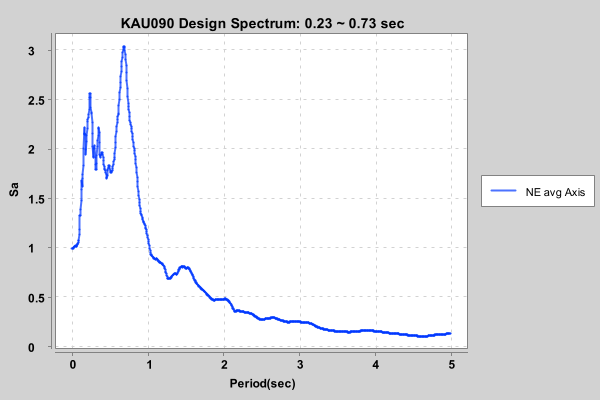 KAU090 Design Spectrum: 0.23 ~ 0.73 sec
3
2.5
2
1.5
1
0.5
0
Sa
0 1 2 3 4 5
Period(sec)
NE avg Axis